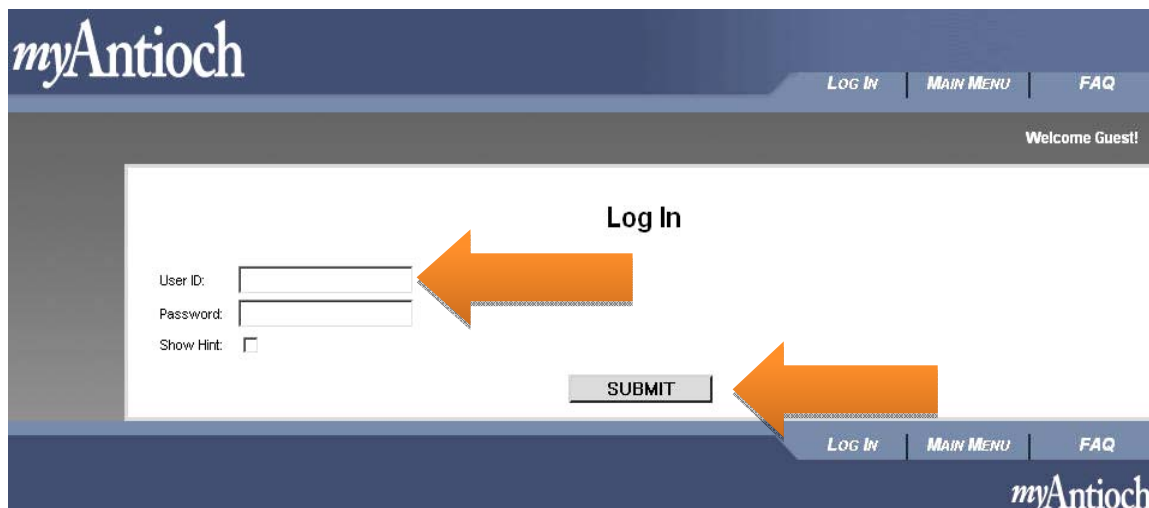 myAntioch
LOG IN MAIN MENU FAQ
Welcome Guest!
Log In
User ID:
Password:
Show Hint:
SUBMIT
LOG IN MAIN MENU FAQ
myAntioch